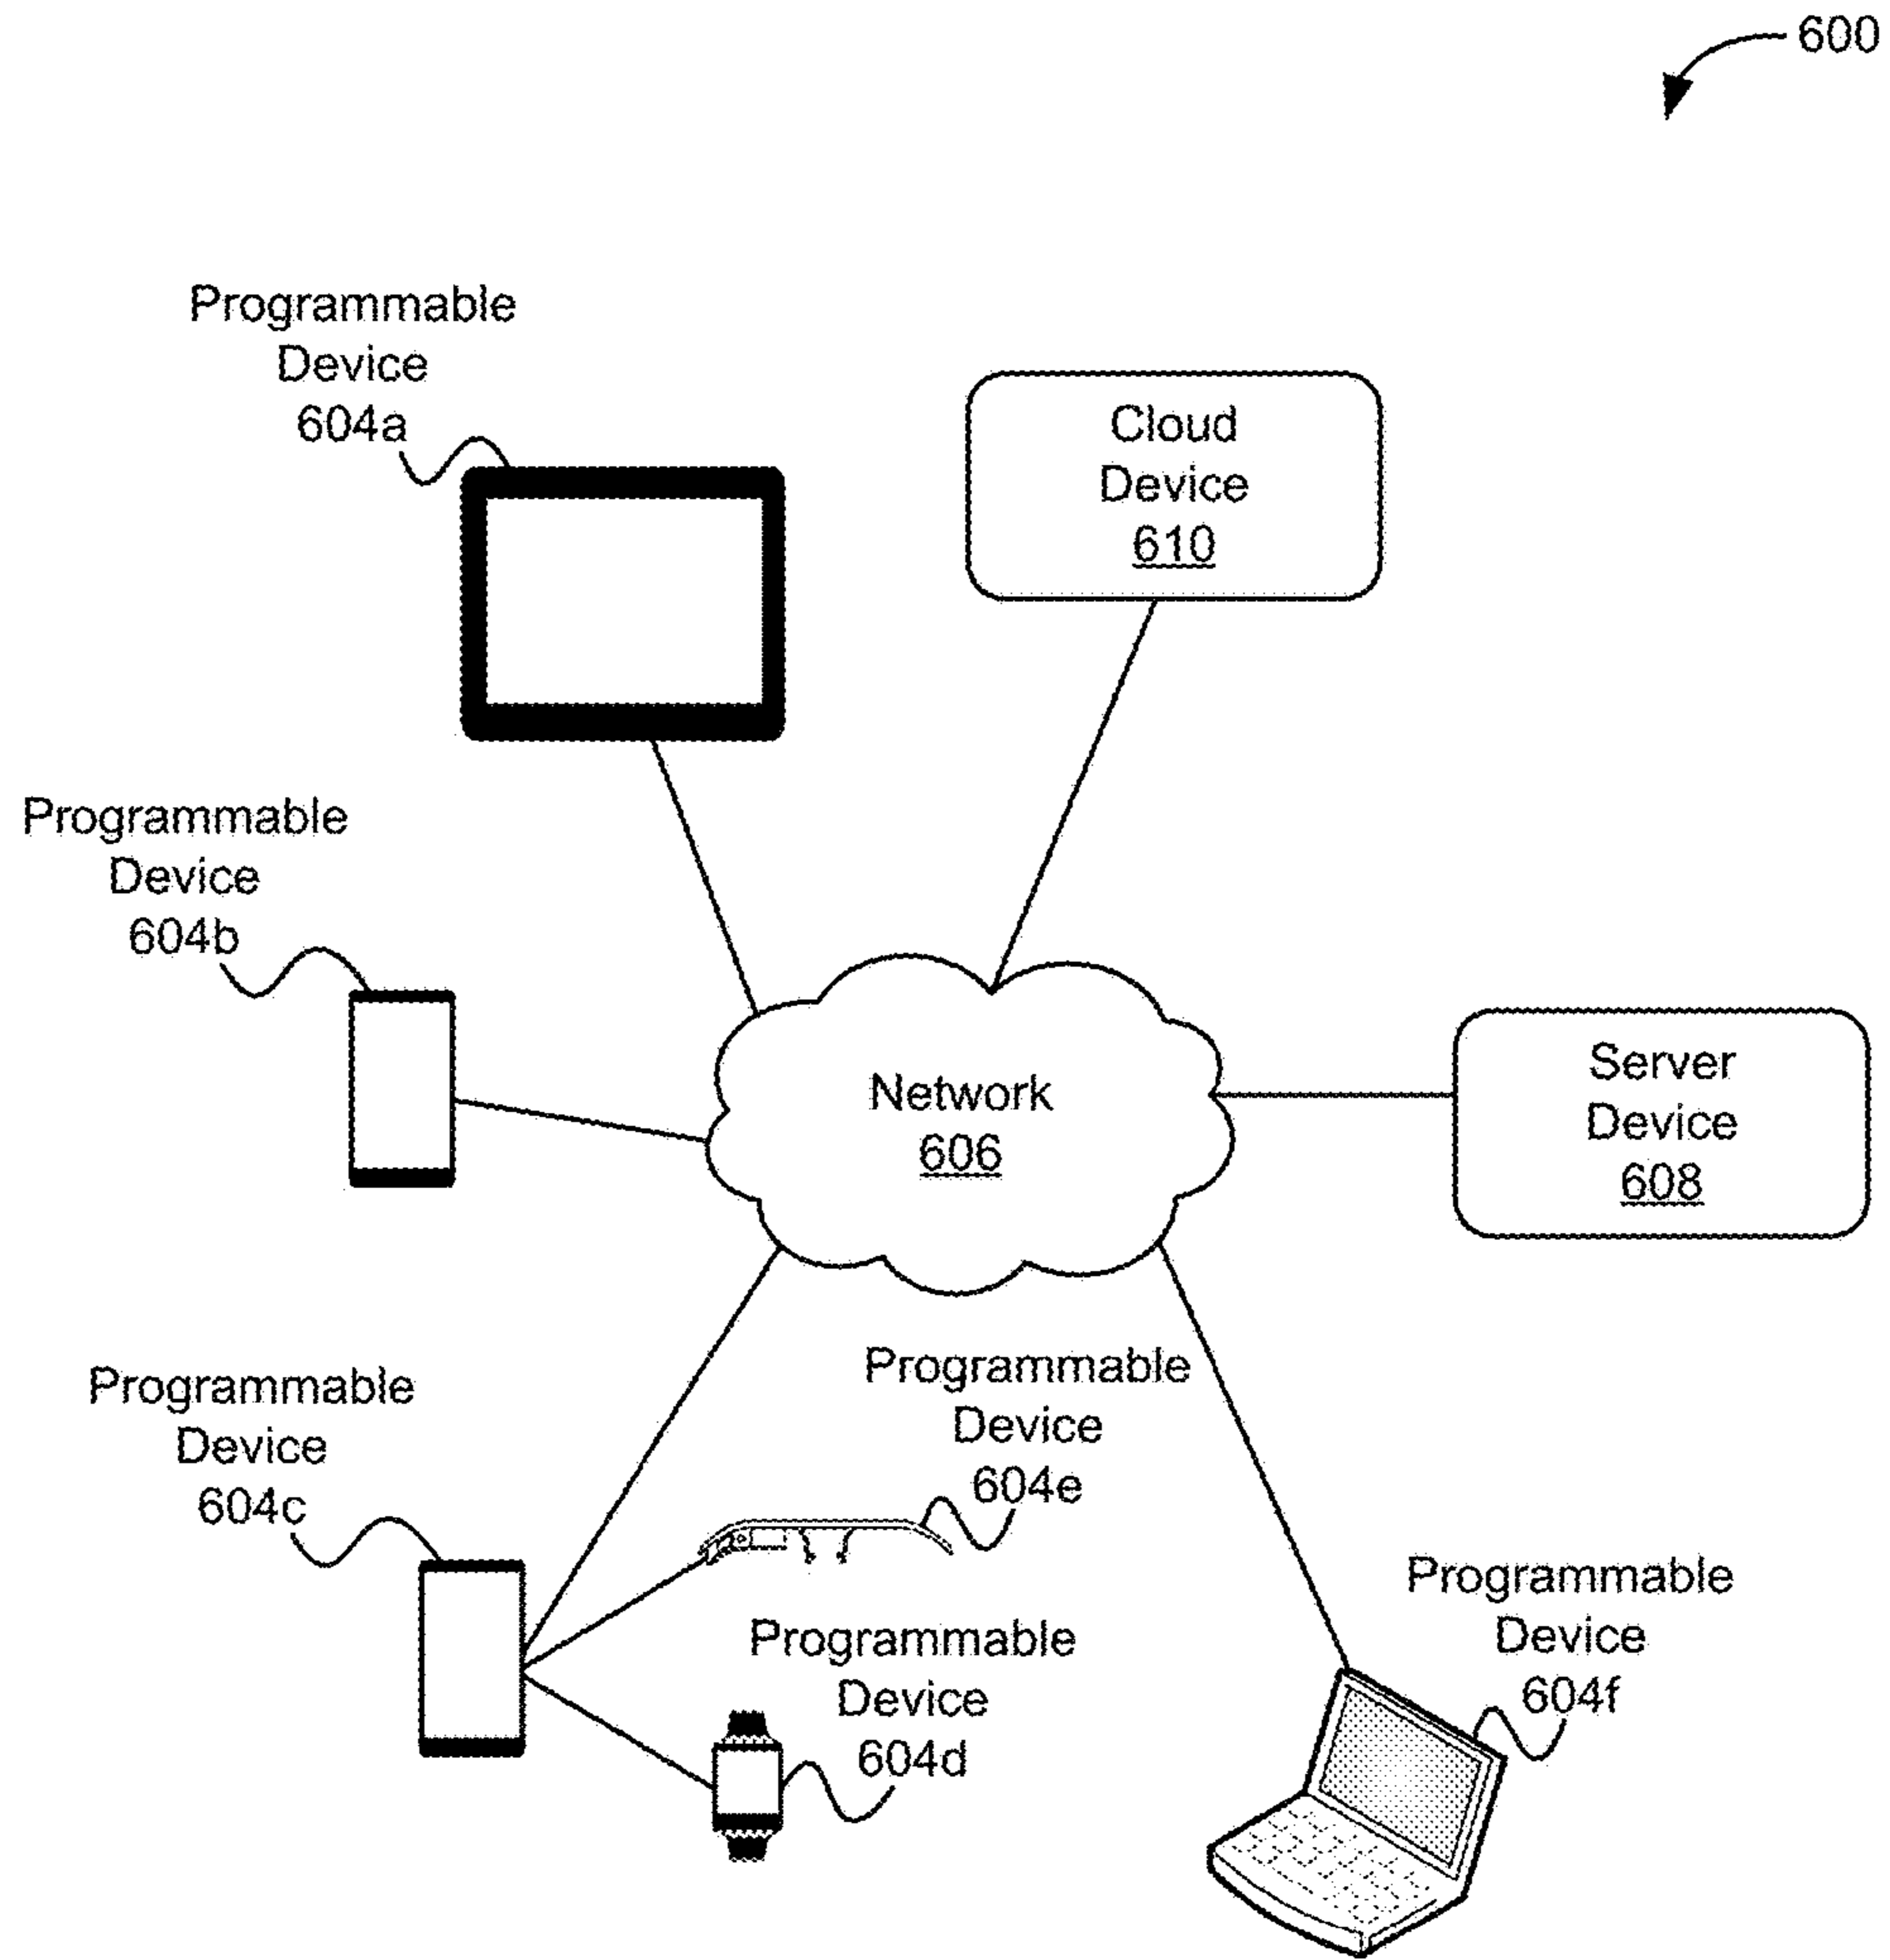 600
Programmable
Device
604a
Cloud
Device
610
Programmable
Device
604b
Network
606
Server
Device
608
Programmable
Device
604c
Programmable
Device
604e
Programmable
Device
604d
Programmable
Device
604f